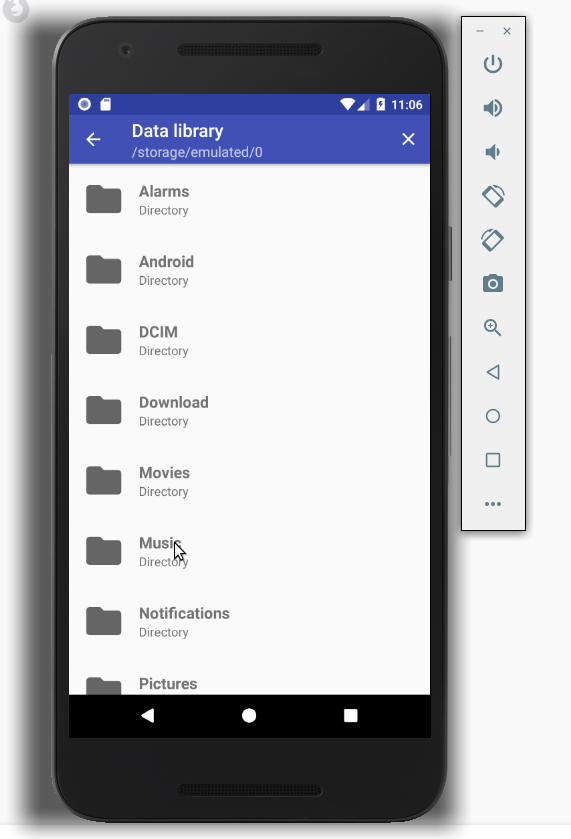 11:06
Data library
/storage/emulated/0
Alarms
Directory
Android
Directory
DCIM
Directory
Download
Directory
Movies
Directory
Music
Directory
Notifications
Directory
Pictures